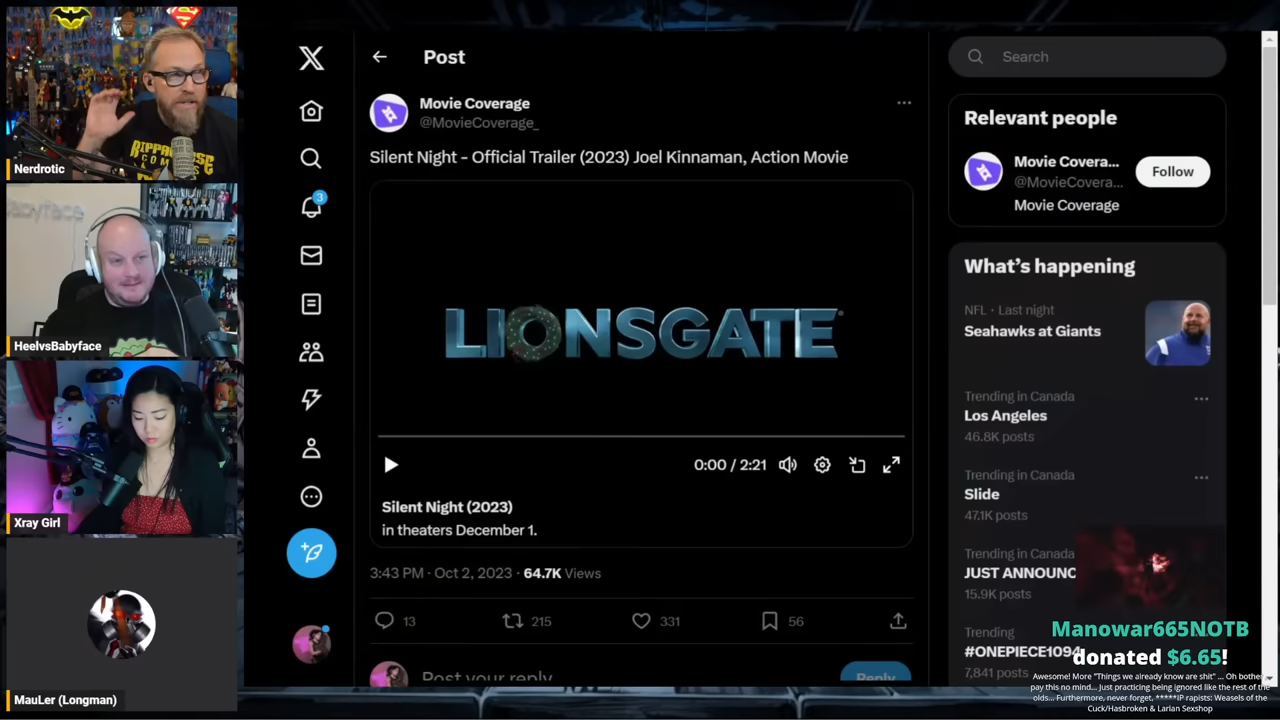 Nerdrotic
Babyface
HeelvsBabyface
Xray Girl
MauLer (Longman)
Post
Movie Coverage
@MovieCoverage_
Silent Night - Official Trailer (2023) Joel Kinnaman, Action Movie
LIONSGATE
0:00 / 2:21
Silent Night (2023)
in theaters December 1.
3:43 PM · Oct 2, 2023 · 64.7K Views
13
215
331
56
Post your reply
Reply
3
Search
Relevant people
Movie Covera...
@MovieCovera...
Follow
Movie Coverage
What's happening
NFL · Last night
Seahawks at Giants
Trending in Canada
Los Angeles
46.8K posts
Trending in Canada
Slide
47.1K posts
Trending in Canada
JUST ANNOUNC
15.9K posts
Trending
#ONEPIECE1094
7,841 posts
Manowar665NOTB
donated $6.65!
Awesome! More "Things we already know are shit" ... Oh bother,
pay this no mind... Just practicing being ignored like the rest of the
olds... Furthermore, never forget, *****IP rapists: Weasels of the
Cuck/Hasbroken & Larian Sexshop